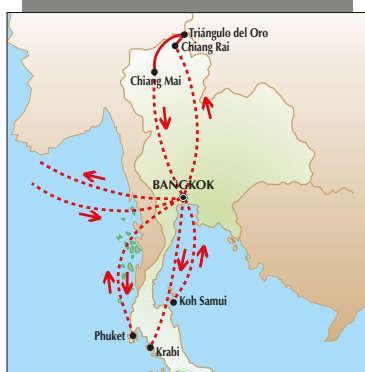 Triángulo del Oro
Chiang Rai
Chiang Mai
BANGKOK
Koh Samui
Phuket
Krabi